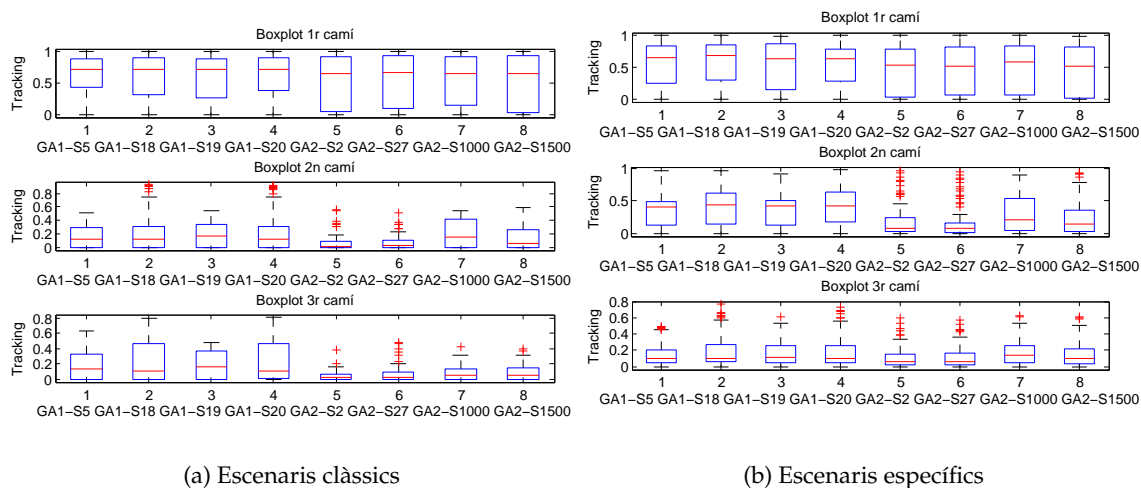 Boxplot 1r camí
Tracking
1
0.5
0
1 2 3 4 5 6 7 8
GA1−S5 GA1−S18 GA1−S19 GA1−S20 GA2−S2 GA2−S27 GA2−S1000 GA2−S1500
Boxplot 2n camí
Tracking
0.8
0.6
0.4
0.2
0
1 2 3 4 5 6 7 8
GA1−S5 GA1−S18 GA1−S19 GA1−S20 GA2−S2 GA2−S27 GA2−S1000 GA2−S1500
Boxplot 3r camí
Tracking
0.8
0.6
0.4
0.2
0
1 2 3 4 5 6 7 8
GA1−S5 GA1−S18 GA1−S19 GA1−S20 GA2−S2 GA2−S27 GA2−S1000 GA2−S1500
(a) Escenaris clàssics
Boxplot 1r camí
Tracking
1
0.5
0
1 2 3 4 5 6 7 8
GA1−S5 GA1−S18 GA1−S19 GA1−S20 GA2−S2 GA2−S27 GA2−S1000 GA2−S1500
Boxplot 2n camí
Tracking
1
0.5
0
1 2 3 4 5 6 7 8
GA1−S5 GA1−S18 GA1−S19 GA1−S20 GA2−S2 GA2−S27 GA2−S1000 GA2−S1500
Boxplot 3r camí
Tracking
0.8
0.6
0.4
0.2
0
1 2 3 4 5 6 7 8
GA1−S5 GA1−S18 GA1−S19 GA1−S20 GA2−S2 GA2−S27 GA2−S1000 GA2−S1500
(b) Escenaris específics